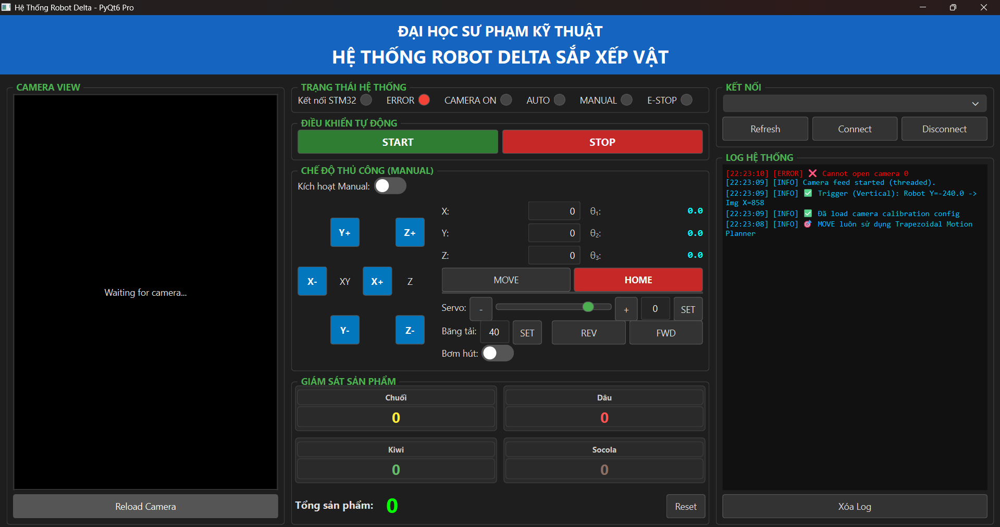 Hệ Thống Robot Delta - PyQt6 Pro
ĐẠI HỌC SƯ PHẠM KỸ THUẬT
HỆ THỐNG ROBOT DELTA SẮP XẾP VẬT
CAMERA VIEW
Waiting for camera...
Reload Camera
TRẠNG THÁI HỆ THỐNG
Kết nối STM32 ERROR CAMERA ON AUTO MANUAL E-STOP
ĐIỀU KHIỂN TỰ ĐỘNG
START STOP
CHẾ ĐỘ THỦ CÔNG (MANUAL)
Kích hoạt Manual:
Y+ Z+
X- XY X+ Z
Y- Z-
X: 0 θ₁: 0.0
Y: 0 θ₂: 0.0
Z: 0 θ₃: 0.0
MOVE HOME
Servo: - + 0 SET
Băng tải: 40 SET REV FWD
Bơm hút:
GIÁM SÁT SẢN PHẨM
Chuối Dâu
0 0
Kiwi Socola
0 0
Tổng sản phẩm: 0 Reset
KẾT NỐI
Refresh Connect Disconnect
LOG HỆ THỐNG
[22:23:10] [ERROR] ❌ Cannot open camera 0
[22:23:09] [INFO] Camera feed started (threaded).
[22:23:09] [INFO] ✅ Trigger (Vertical): Robot Y=-240.0 ->
Img X=858
[22:23:09] [INFO] ✅ Đã load camera calibration config
[22:23:08] [INFO] 🎯 MOVE luôn sử dụng Trapezoidal Motion
Planner
Xóa Log